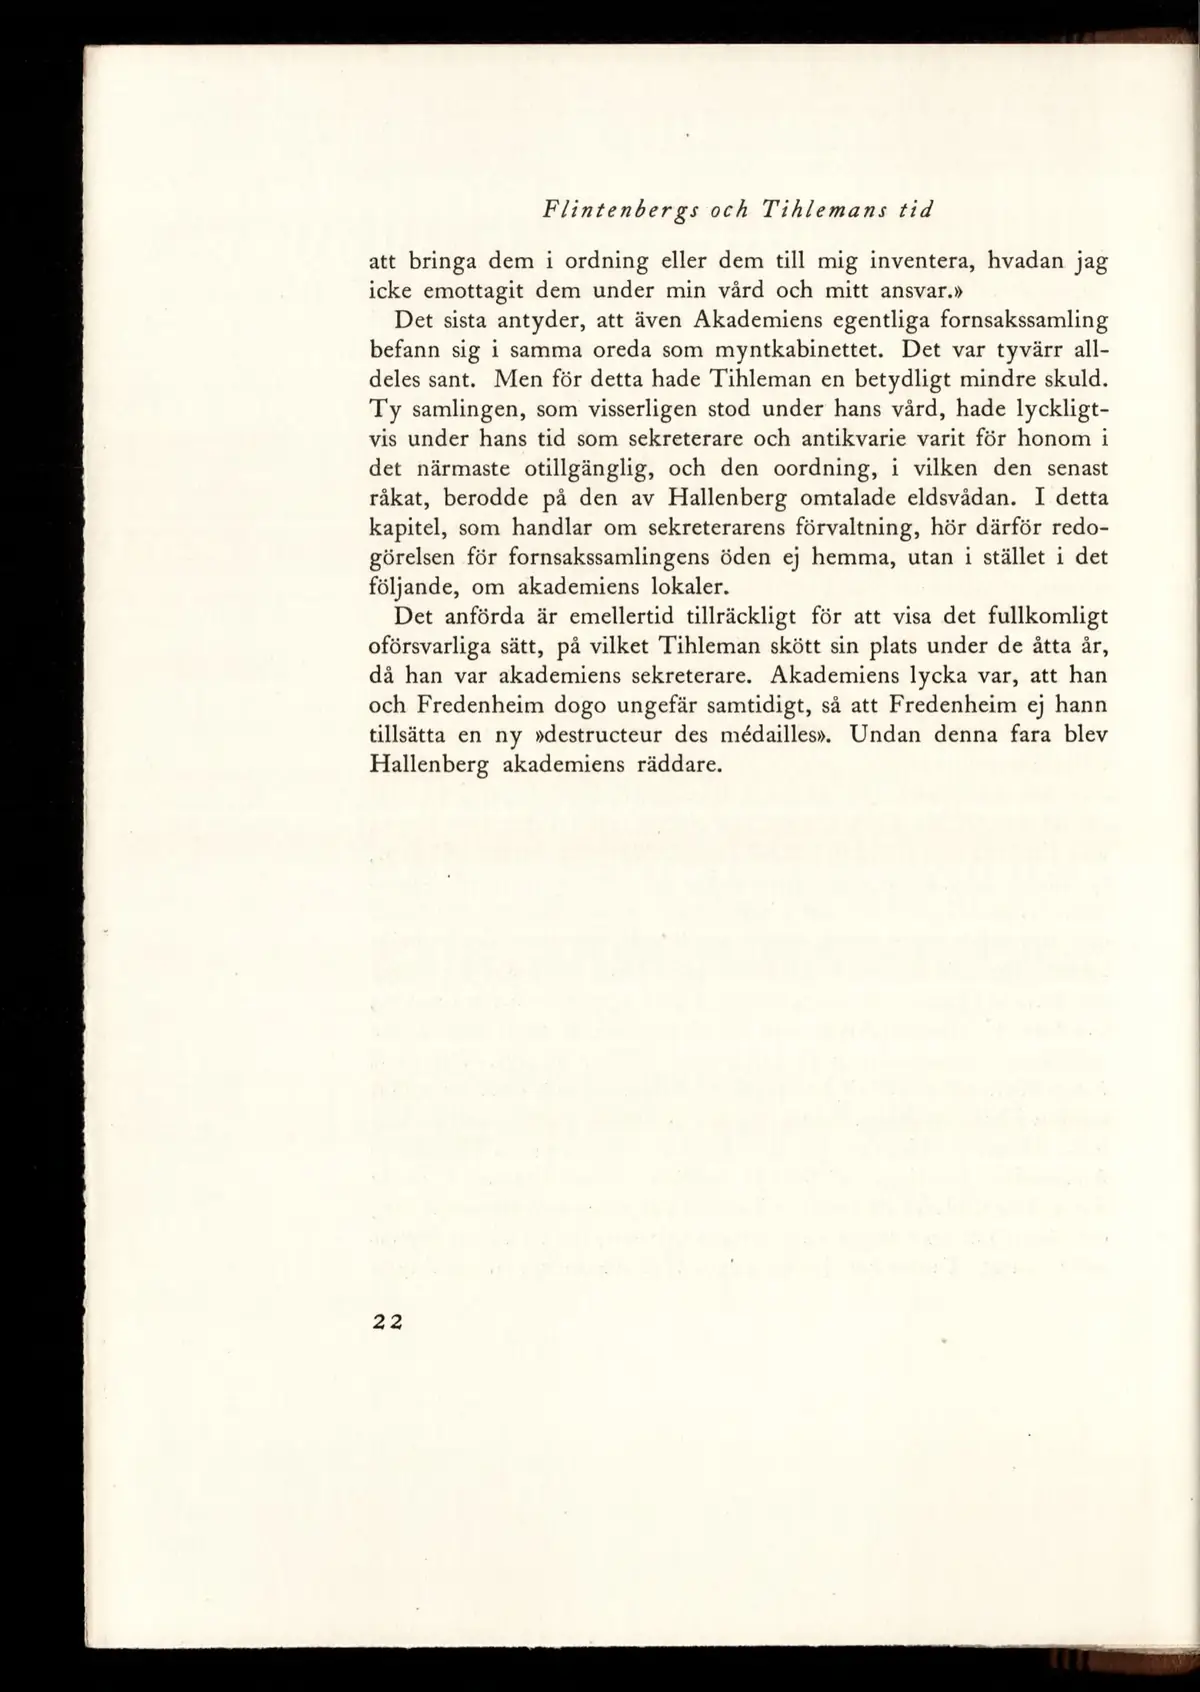 Flintenbergs och Tihlemans tid
att bringa dem i ordning eller dem till mig inventera, hvadan jag
icke emottagit dem under min vård och mitt ansvar.»
Det sista antyder, att även Akademiens egentliga fornsakssamling
befann sig i samma oreda som myntkabinettet. Det var tyvärr all-
deles sant. Men för detta hade Tihleman en betydligt mindre skuld.
Ty samlingen, som visserligen stod under hans vård, hade lyckligt-
vis under hans tid som sekreterare och antikvarie varit för honom i
det närmaste otillgänglig, och den oordning, i vilken den senast
råkat, berodde på den av Hallenberg omtalade eldsvådan. I detta
kapitel, som handlar om sekreterarens förvaltning, hör därför redo-
görelsen för fornsakssamlingens öden ej hemma, utan i stället i det
följande, om akademiens lokaler.
Det anförda är emellertid tillräckligt för att visa det fullkomligt
oförsvarliga sätt, på vilket Tihleman skött sin plats under de åtta år,
då han var akademiens sekreterare. Akademiens lycka var, att han
och Fredenheim dogo ungefär samtidigt, så att Fredenheim ej hann
tillsätta en ny »destructeur des médailles». Undan denna fara blev
Hallenberg akademiens räddare.
22